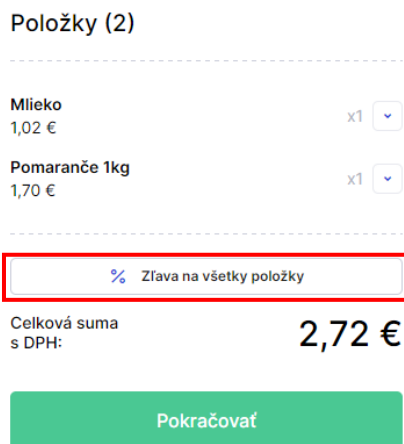 Položky (2)
Mlieko
1,02 €
x1
Pomaranče 1kg
1,70 €
x1
% Zľava na všetky položky
Celková suma
s DPH:
2,72 €
Pokračovať